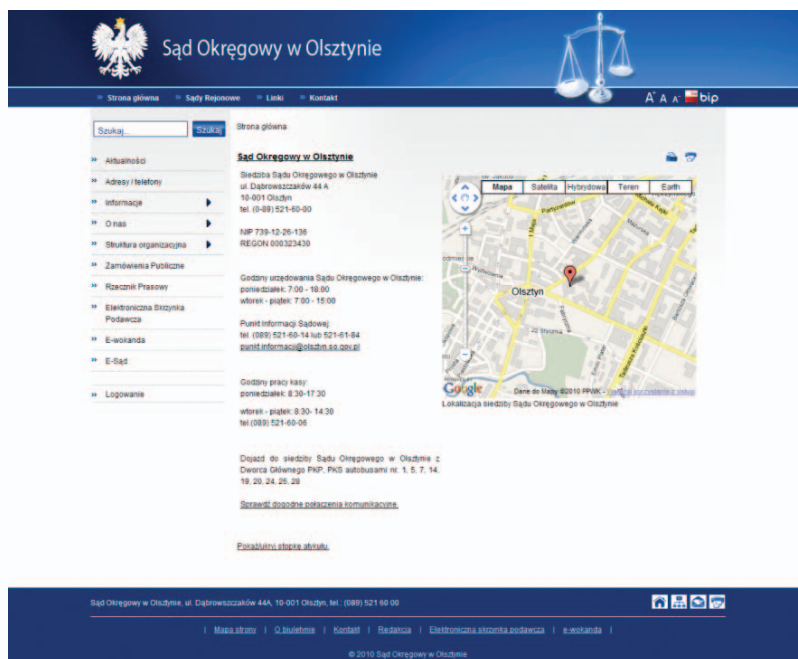 Sąd Okręgowy w Olsztynie
Strona główna
Sądy Rejonowe
Linki
Kontakt
A+ A A- bip
Szukaj...
Szukaj
Aktualności
Adresy i telefony
Informacje
O nas
Struktura organizacyjna
Zamówienia Publiczne
Rzecznik Prasowy
Elektroniczna Skrzynka
Podawcza
E-wokanda
E-Sąd
Logowanie
Strona główna
Sąd Okręgowy w Olsztynie
Siedziba Sądu Okręgowego w Olsztynie
ul. Dąbrowszczaków 44 A
10-001 Olsztyn
tel. (0-89) 521-60-00
NIP 739-12-26-136
REGON 000323430
Godziny urzędowania Sądu Okręgowego w Olsztynie:
poniedziałek: 7:00 - 18:00
wtorek - piątek: 7:00 - 15:00
Punkt Informacji Sądowej:
tel. (089) 521-60-14 lub 521-61-84
punkt.informacji@olsztyn.so.gov.pl
Godziny pracy kasy:
poniedziałek: 8:30-17:30
wtorek - piątek: 8:30- 14:30
tel.(089) 521-60-06
Dojazd do siedziby Sądu Okręgowego w Olsztynie z
Dworca Głównego PKP, PKS autobusami nr. 1, 5, 7, 14,
19, 20, 24, 25, 28
Sprawdź dogodne połączenia komunikacyjne.
Pokaż/ukryj stopkę atykułu.
Mapa
Satelita
Hybrydowa
Teren
Earth
Partyzantów
1 Maja
Mazurska
Olsztyn
22 Stycznia
Google
Dane do Mapy ©2010 PPWK -
Lokalizacja siedziby Sądu Okręgowego w Olsztynie
Sąd Okręgowy w Olsztynie, ul. Dąbrowszczaków 44A, 10-001 Olsztyn, tel.: (089) 521 60 00
| Mapa strony | O biuletynie | Kontakt | Redakcja | Elektroniczna skrzynka podawcza | e-wokanda |
© 2010 Sąd Okręgowy w Olsztynie